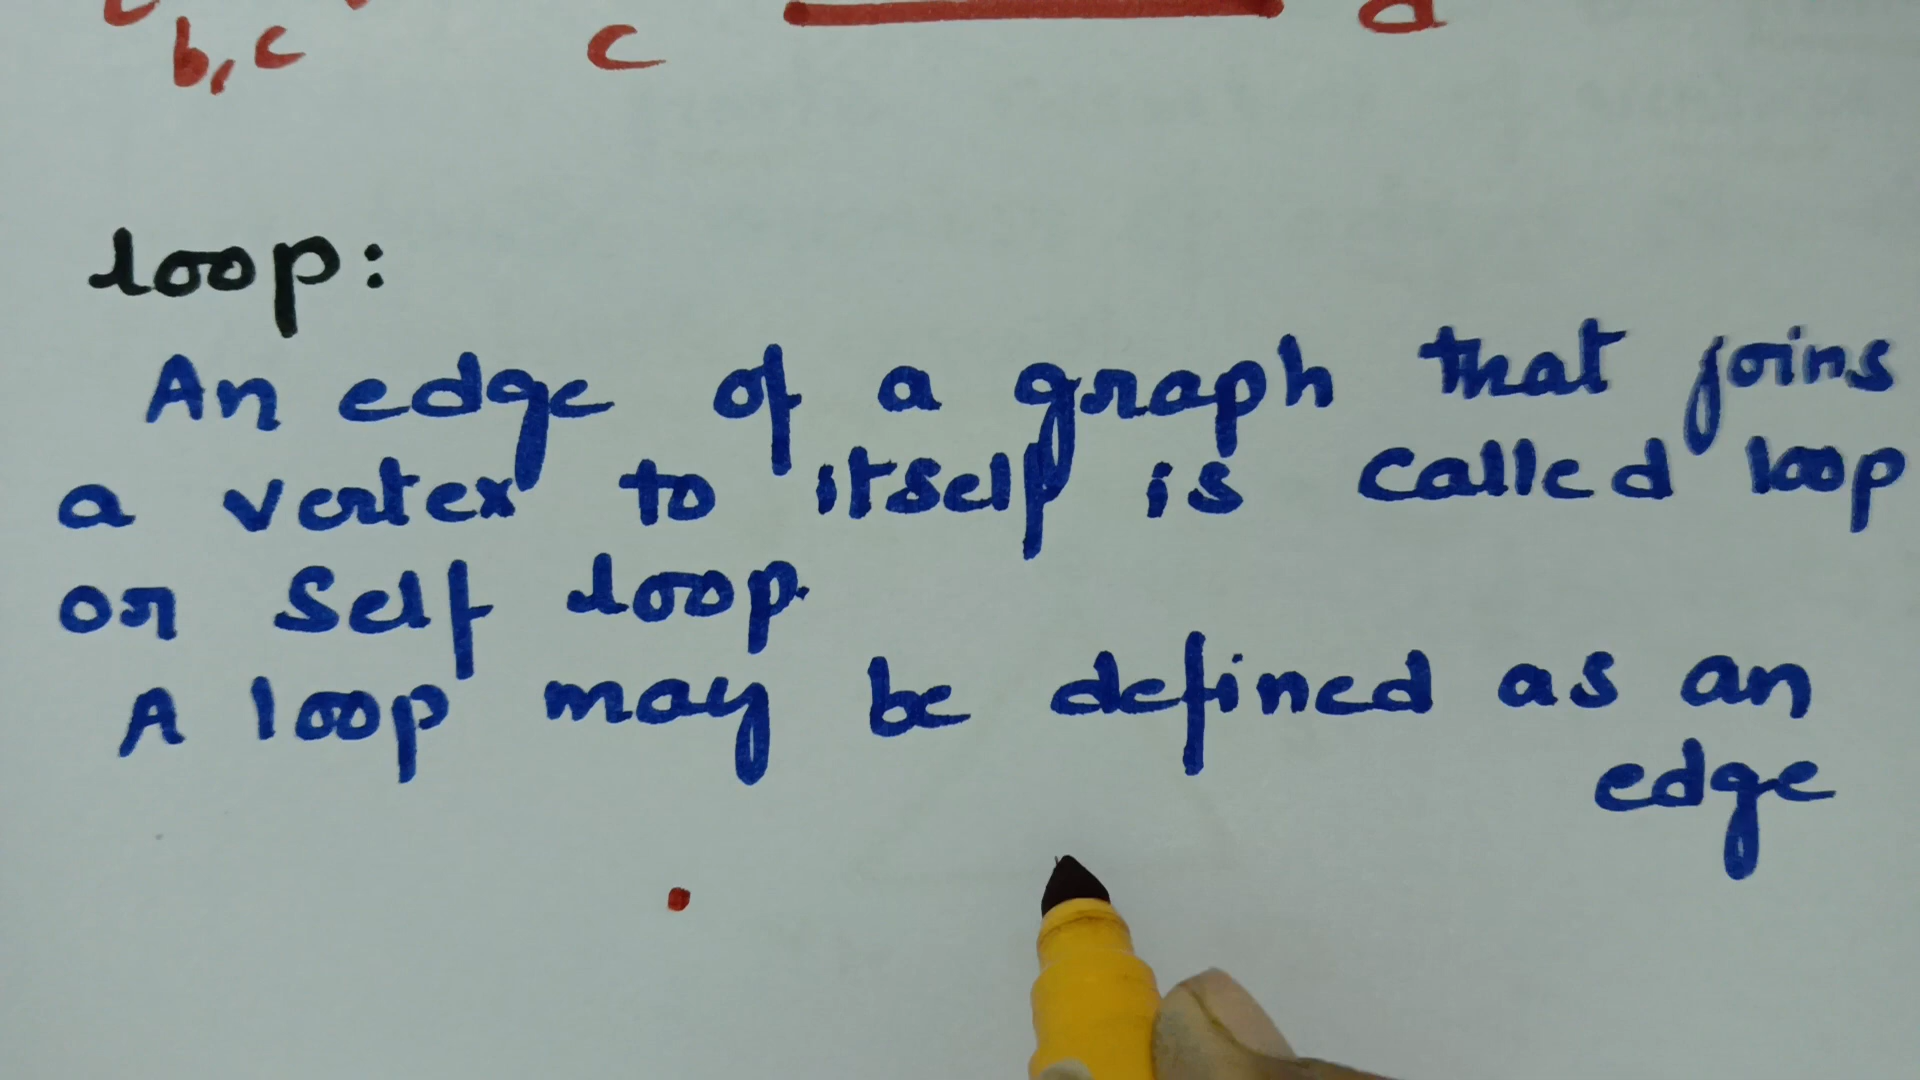 b, c
c
d
loop:
An edge of a graph that joins
a vertex to itself is called loop
or Self loop.
A loop may be defined as an
edge